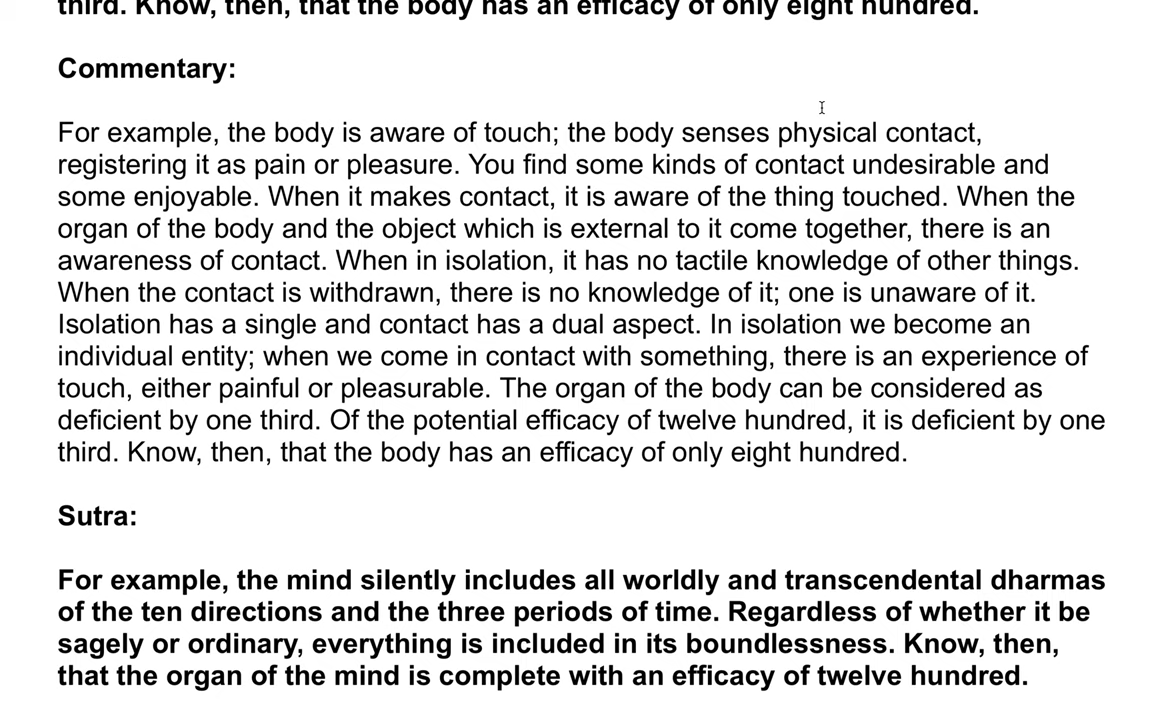 third. Know, then, that the body has an efficacy of only eight hundred.
Commentary:
For example, the body is aware of touch; the body senses physical contact,
registering it as pain or pleasure. You find some kinds of contact undesirable and
some enjoyable. When it makes contact, it is aware of the thing touched. When the
organ of the body and the object which is external to it come together, there is an
awareness of contact. When in isolation, it has no tactile knowledge of other things.
When the contact is withdrawn, there is no knowledge of it; one is unaware of it.
Isolation has a single and contact has a dual aspect. In isolation we become an
individual entity; when we come in contact with something, there is an experience of
touch, either painful or pleasurable. The organ of the body can be considered as
deficient by one third. Of the potential efficacy of twelve hundred, it is deficient by one
third. Know, then, that the body has an efficacy of only eight hundred.
Sutra:
For example, the mind silently includes all worldly and transcendental dharmas
of the ten directions and the three periods of time. Regardless of whether it be
sagely or ordinary, everything is included in its boundlessness. Know, then,
that the organ of the mind is complete with an efficacy of twelve hundred.